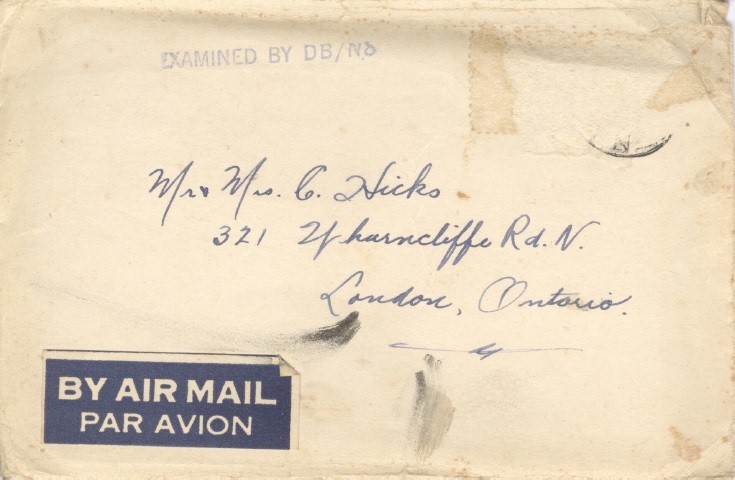 EXAMINED BY DB/N8
N
Mr & Mrs. C. Hicks
321 Wharncliffe Rd. N.
London, Ontario.
BY AIR MAIL
PAR AVION